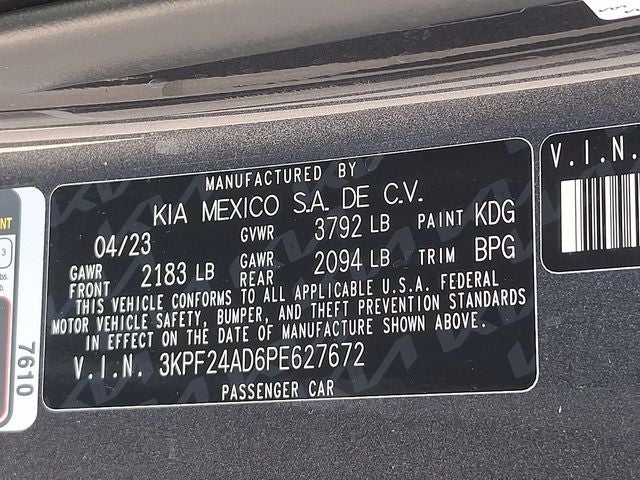 MANUFACTURED BY
KIA MEXICO S.A. DE C.V.
04/23 GVWR 3792 LB PAINT KDG
GAWR FRONT 2183 LB GAWR REAR 2094 LB TRIM BPG
THIS VEHICLE CONFORMS TO ALL APPLICABLE U.S.A. FEDERAL
MOTOR VEHICLE SAFETY, BUMPER, AND THEFT PREVENTION STANDARDS
IN EFFECT ON THE DATE OF MANUFACTURE SHOWN ABOVE.
V.I.N. 3KPF24AD6PE627672
PASSENGER CAR
V.I.N.
7610
NT
3